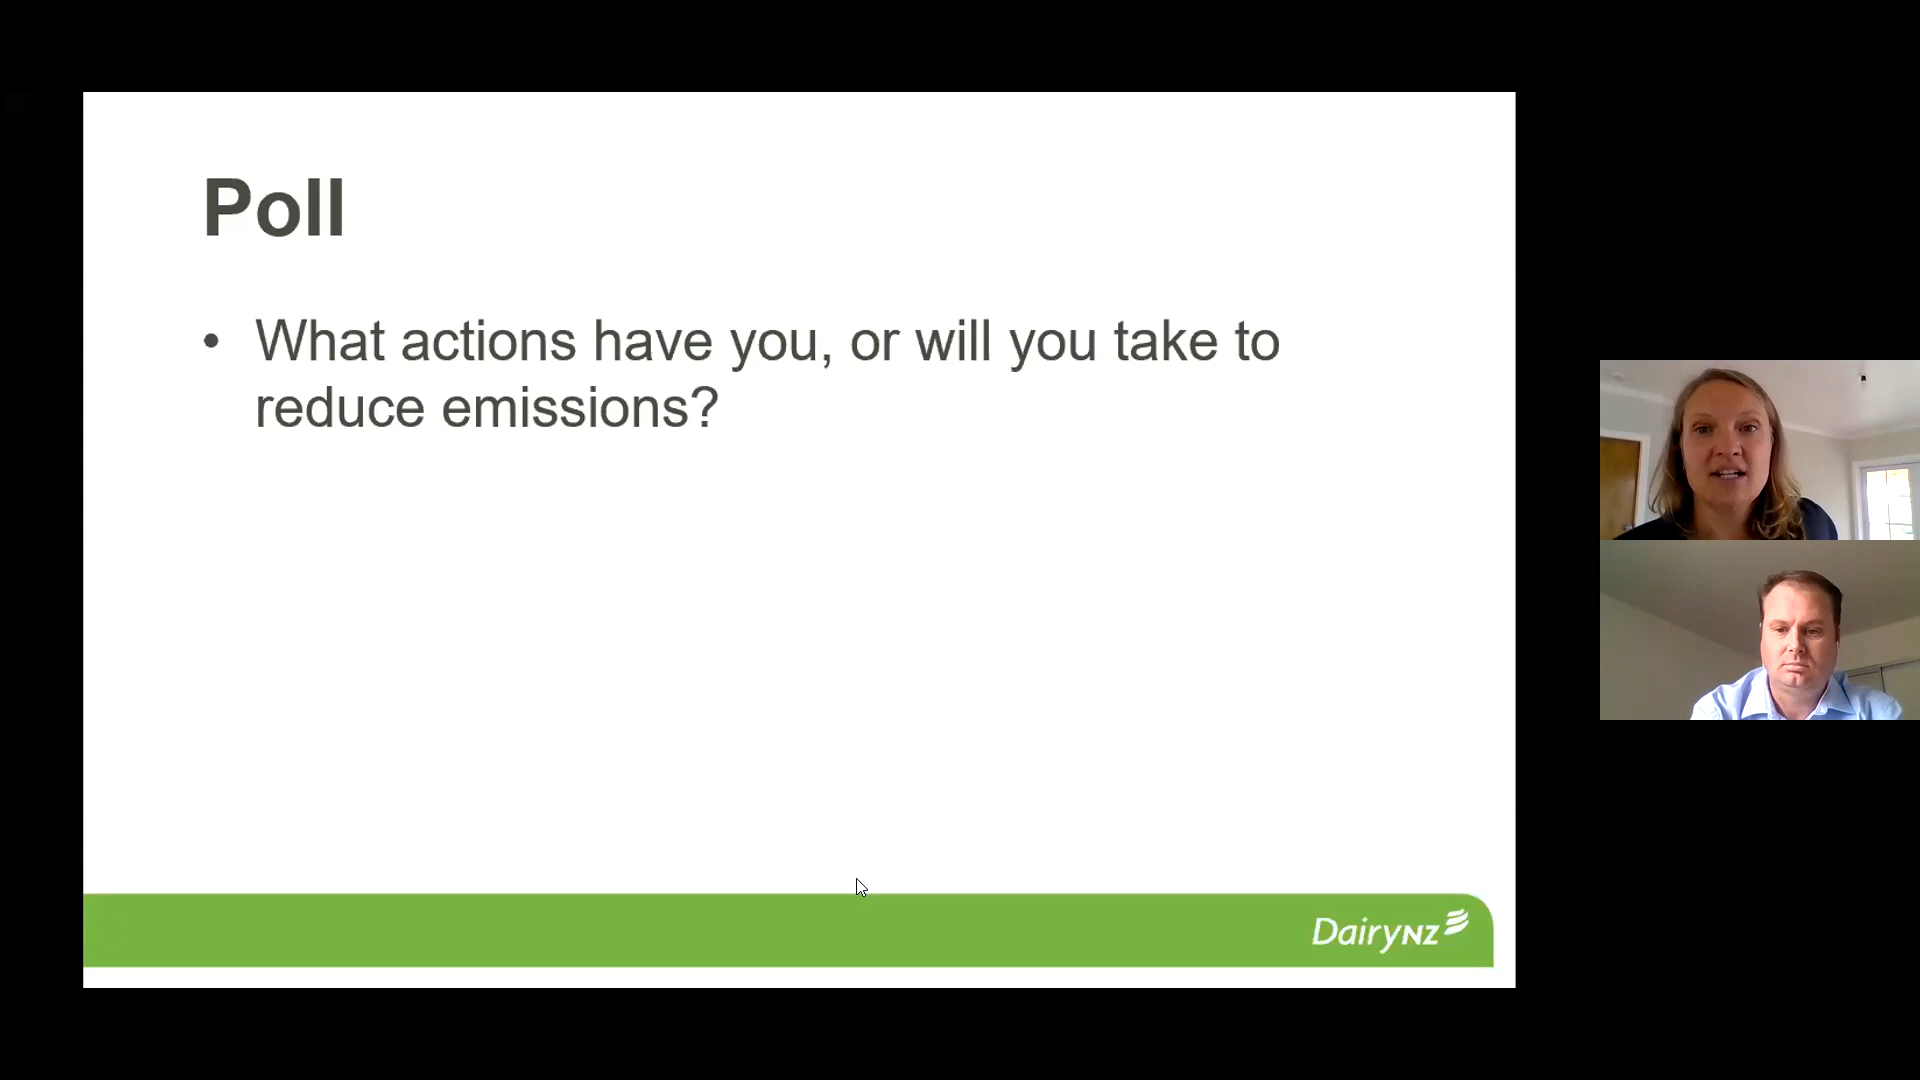 Poll
• What actions have you, or will you take to
reduce emissions?
DairyNZ